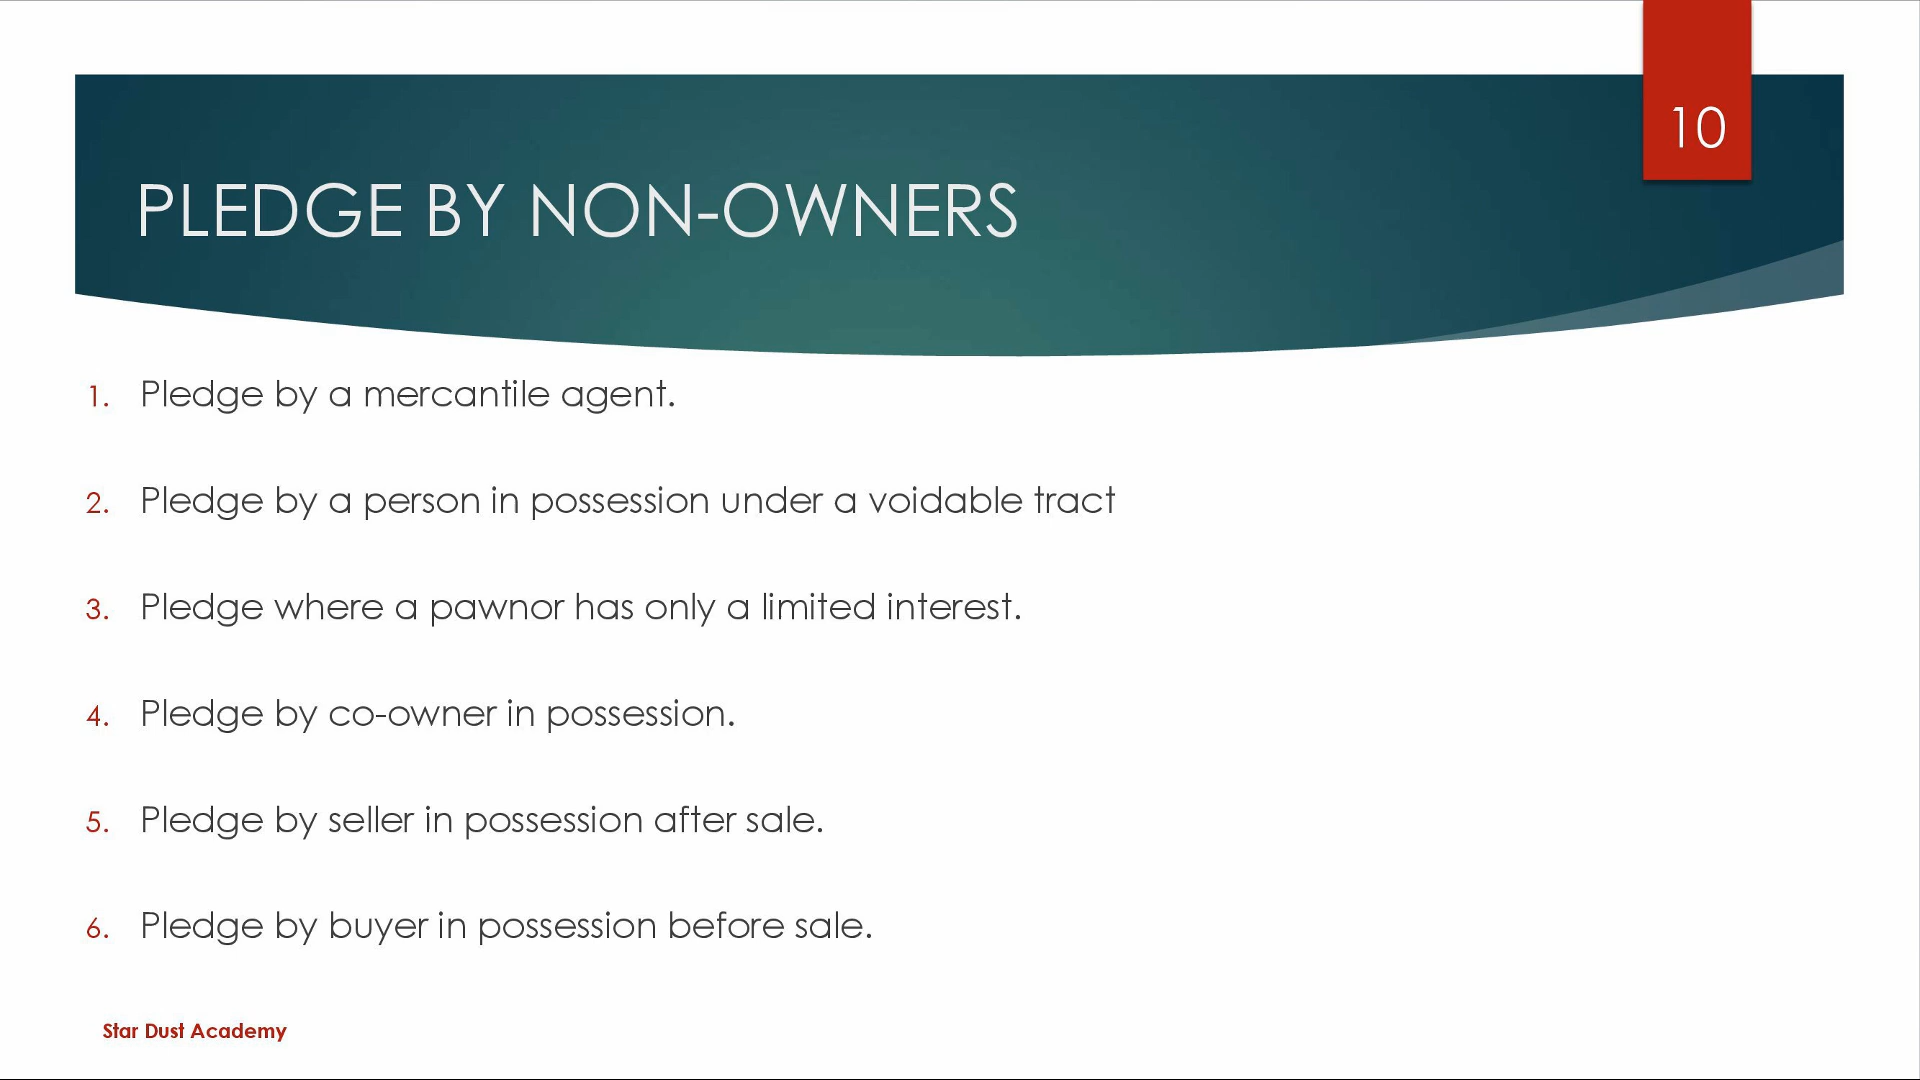 10
PLEDGE BY NON-OWNERS
1. Pledge by a mercantile agent.
2. Pledge by a person in possession under a voidable tract
3. Pledge where a pawnor has only a limited interest.
4. Pledge by co-owner in possession.
5. Pledge by seller in possession after sale.
6. Pledge by buyer in possession before sale.
Star Dust Academy